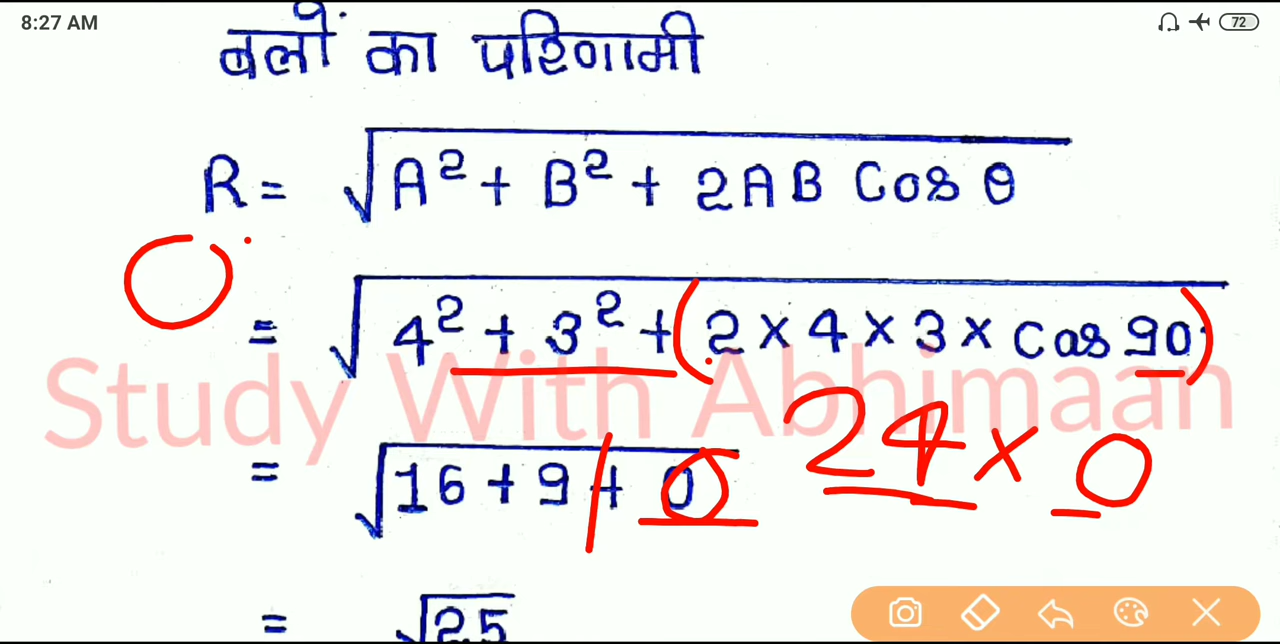 8:27 AM
72
बलों का परिणामी
R = √A² + B² + 2AB Cos θ
= √4² + 3² + (2 × 4 × 3 × Cos 90)
Study With Abhimaan
24 × 0
= √16 + 9 + 0
= √25